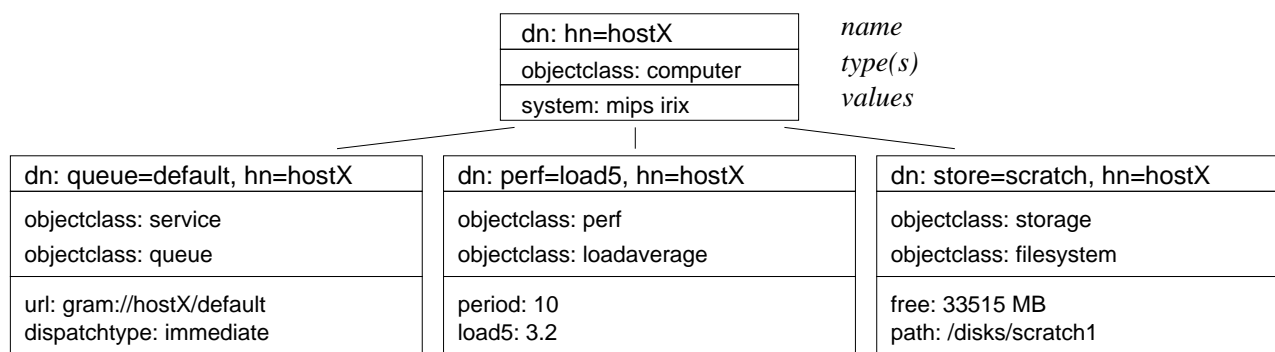 dn: hn=hostX
name
objectclass: computer
type(s)
system: mips irix
values
dn: queue=default, hn=hostX
objectclass: service
objectclass: queue
url: gram://hostX/default
dispatchtype: immediate
dn: perf=load5, hn=hostX
objectclass: perf
objectclass: loadaverage
period: 10
load5: 3.2
dn: store=scratch, hn=hostX
objectclass: storage
objectclass: filesystem
free: 33515 MB
path: /disks/scratch1